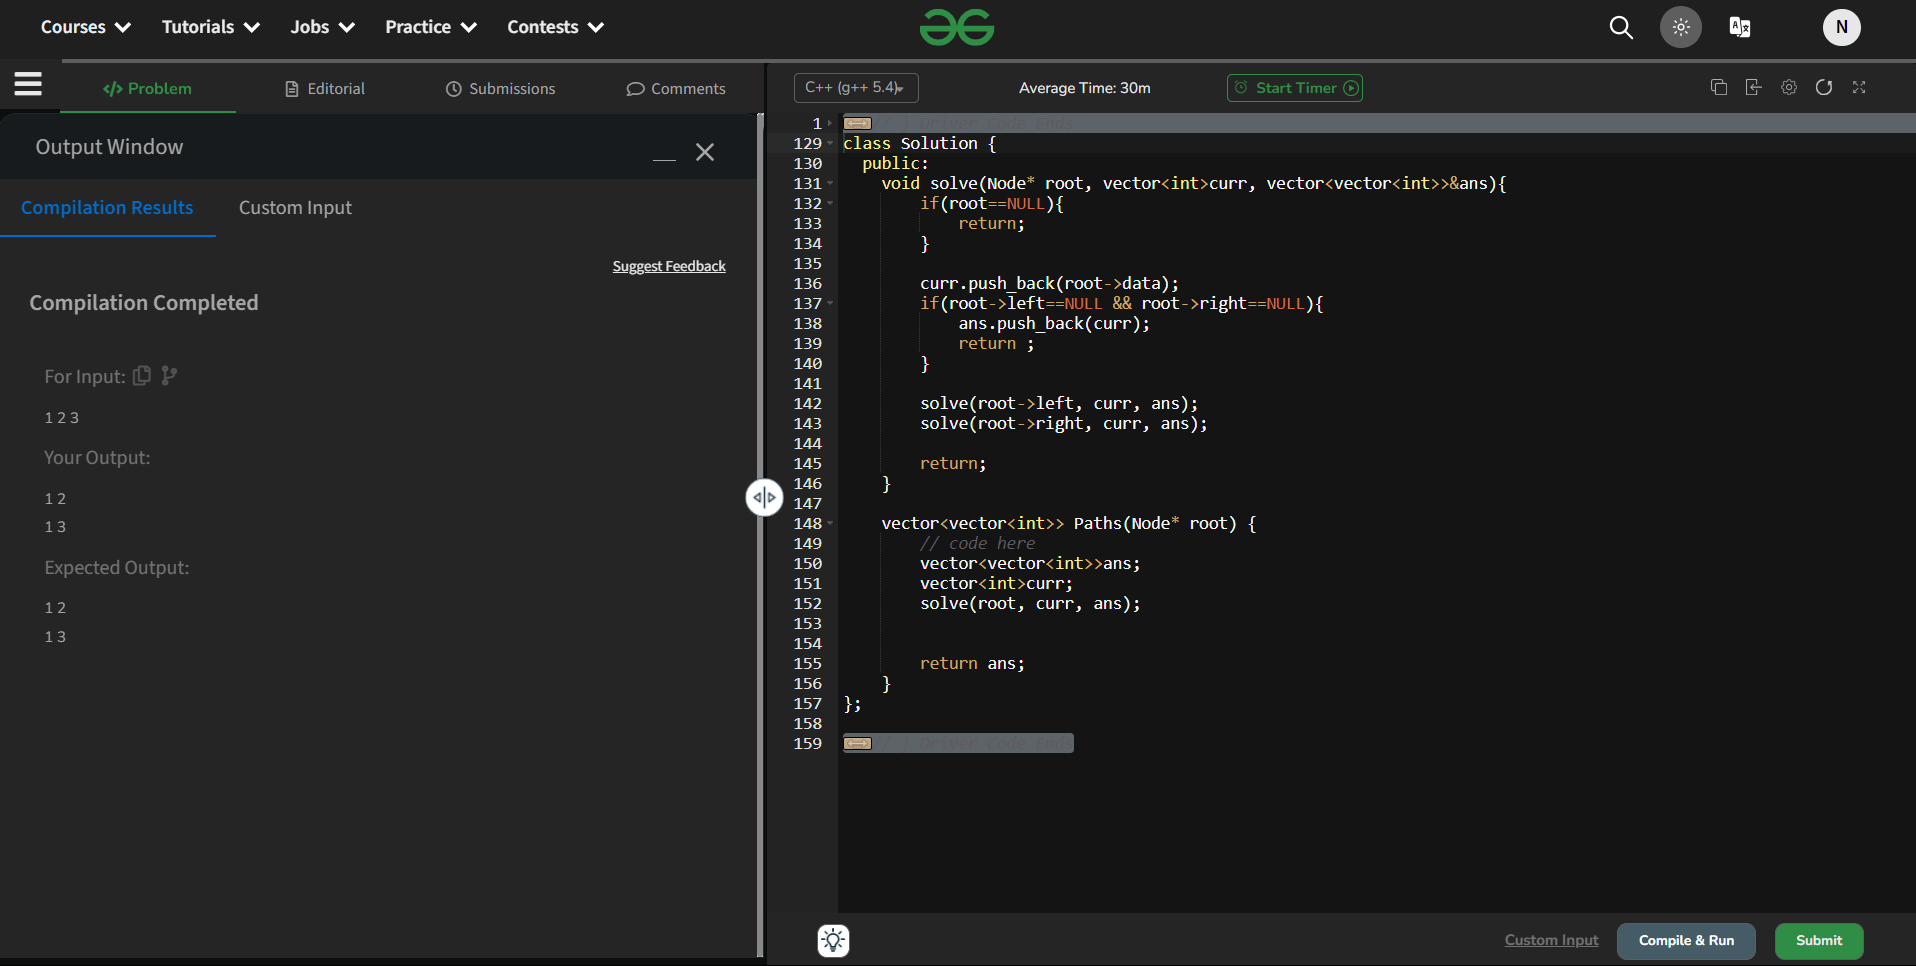 Courses Tutorials Jobs Practice Contests N
</> Problem Editorial Submissions Comments
C++ (g++ 5.4) Average Time: 30m Start Timer
Output Window
Compilation Results Custom Input
Suggest Feedback
Compilation Completed
For Input:
1 2 3
Your Output:
1 2
1 3
Expected Output:
1 2
1 3
1 // } Driver Code Ends
129 class Solution {
130 public:
131 void solve(Node* root, vector<int>curr, vector<vector<int>>&ans){
132 if(root==NULL){
133 return;
134 }
135
136 curr.push_back(root->data);
137 if(root->left==NULL && root->right==NULL){
138 ans.push_back(curr);
139 return ;
140 }
141
142 solve(root->left, curr, ans);
143 solve(root->right, curr, ans);
144
145 return;
146 }
147
148 vector<vector<int>> Paths(Node* root) {
149 // code here
150 vector<vector<int>>ans;
151 vector<int>curr;
152 solve(root, curr, ans);
153
154
155 return ans;
156 }
157 };
158
159 // } Driver Code Ends
Custom Input Compile & Run Submit